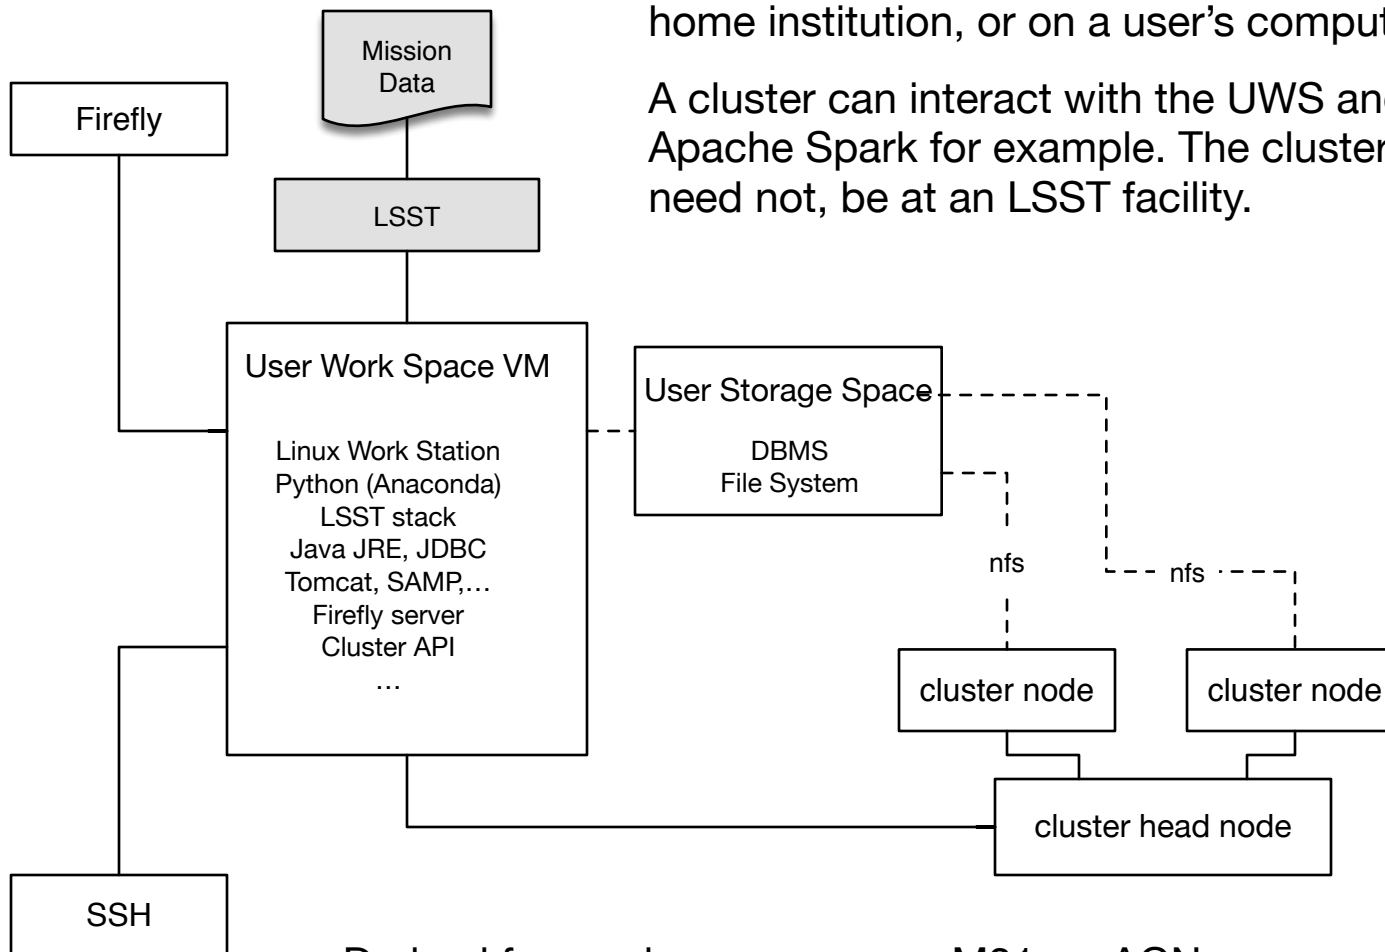 home institution, or on a user's
A cluster can interact with the UWS
Apache Spark for example. The cluster
need not, be at an LSST facility.
Mission
Data
Firefly
LSST
User Work Space VM
Linux Work Station
Python (Anaconda)
LSST stack
Java JRE, JDBC
Tomcat, SAMP,...
Firefly server
Cluster API
...
User Storage Space
DBMS
File System
nfs
nfs
cluster node
cluster node
cluster head node
SSH